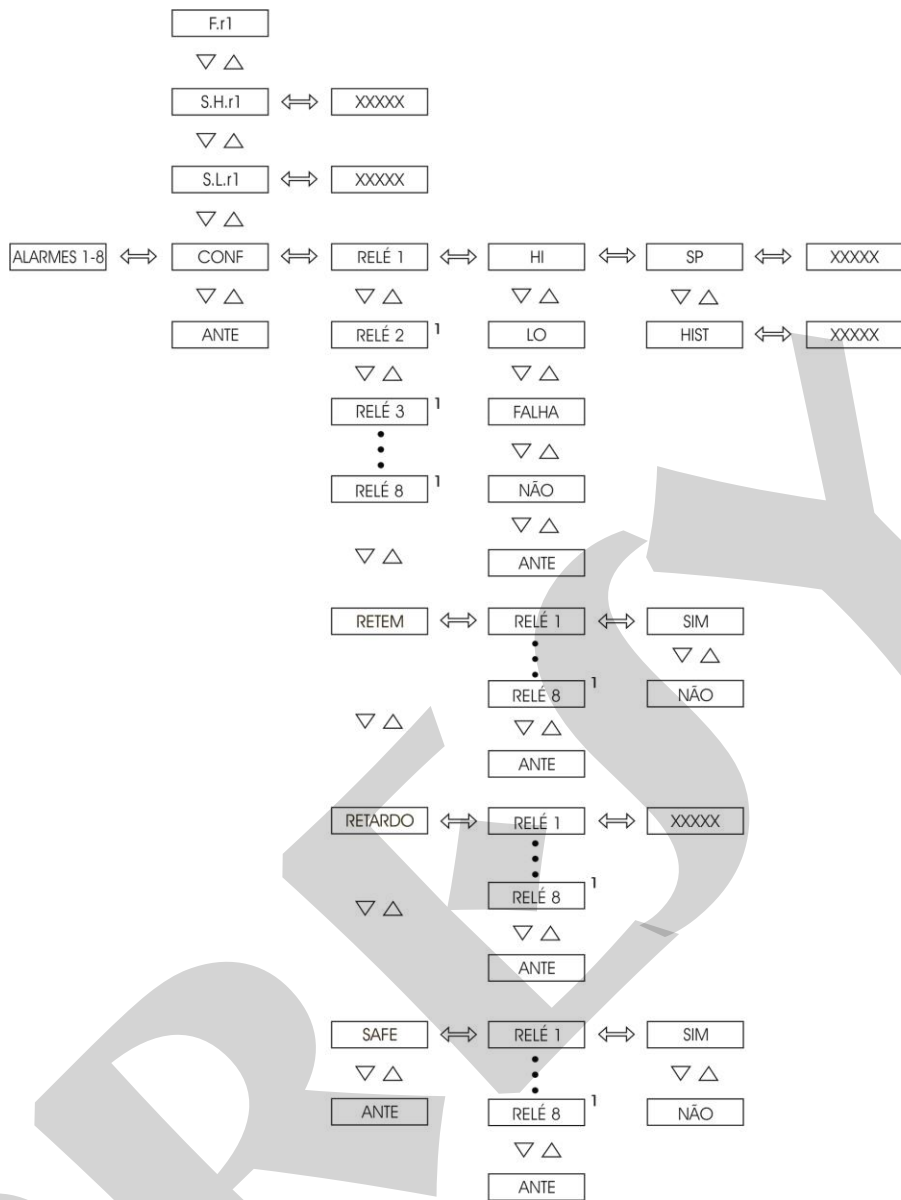 F.r1
S.H.r1 XXXXX
S.L.r1 XXXXX
ALARMES 1-8 CONF RELÉ 1 HI SP XXXXX
ANTE RELÉ 2 1 LO HIST XXXXX
RELÉ 3 1 FALHA
RELÉ 8 1 NÃO
ANTE
RETEM RELÉ 1 SIM
RELÉ 8 1 NÃO
ANTE
RETARDO RELÉ 1 XXXXX
RELÉ 8 1
ANTE
SAFE RELÉ 1 SIM
ANTE RELÉ 8 1 NÃO
ANTE